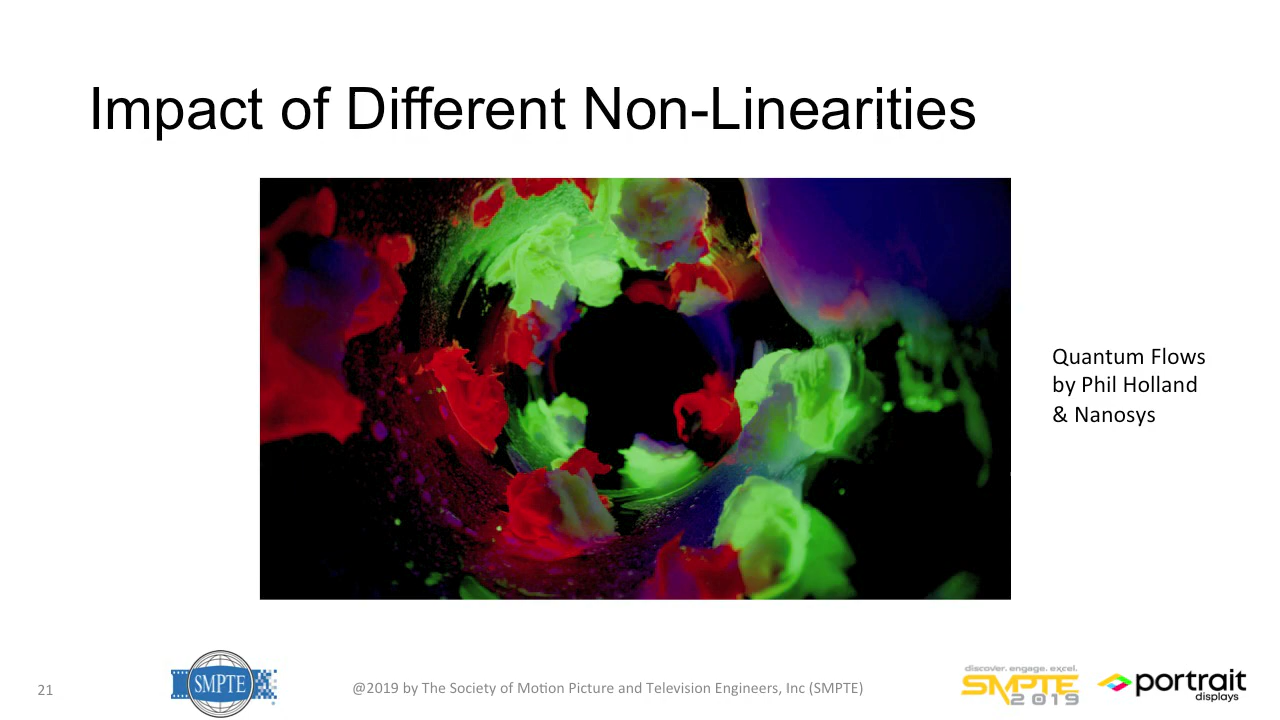 Impact of Different Non-Linearities
Quantum Flows
by Phil Holland
& Nanosys
21
SMPTE
@2019 by The Society of Motion Picture and Television Engineers, Inc (SMPTE)
discover. engage. excel.
SMPTE
2019
portrait
displays